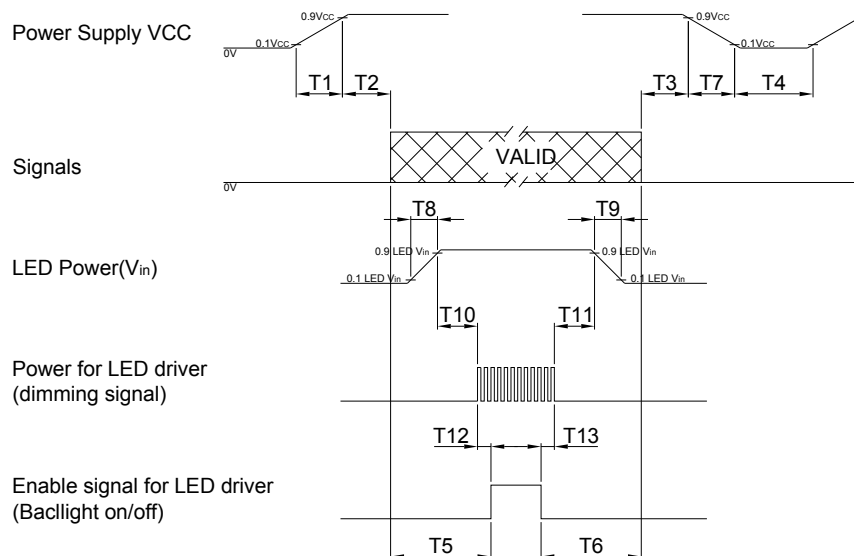 Power Supply VCC
0.9Vcc
0.1Vcc
0V
T1
T2
0.9Vcc
0.1Vcc
T3
T7
T4
Signals
VALID
0V
T8
T9
LED Power(Vin)
0.9 LED Vin
0.1 LED Vin
0.9 LED Vin
0.1 LED Vin
T10
T11
Power for LED driver
(dimming signal)
T12
T13
Enable signal for LED driver
(Bacllight on/off)
T5
T6